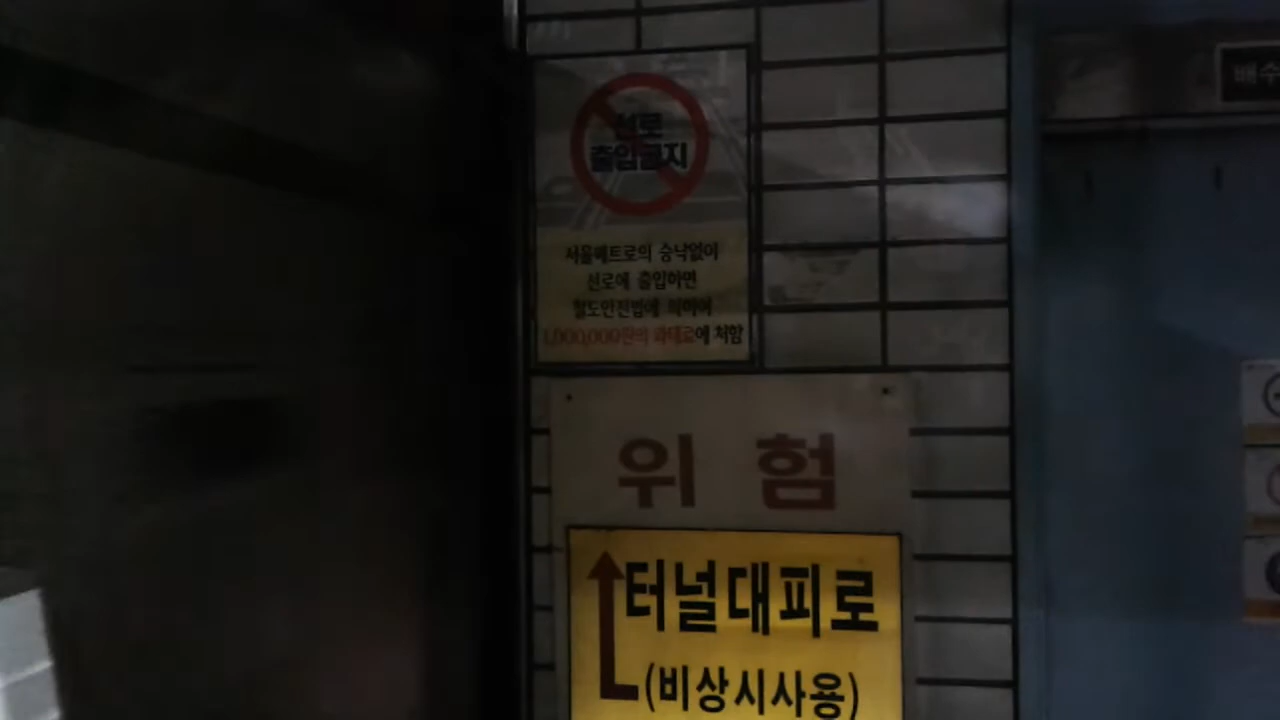 선로
출입금지
서울메트로의 승낙없이
선로에 출입하면
철도안전법에 의하여
1,000,000원의 과태료에 처함
위 험
터널대피로
(비상시사용)
배수